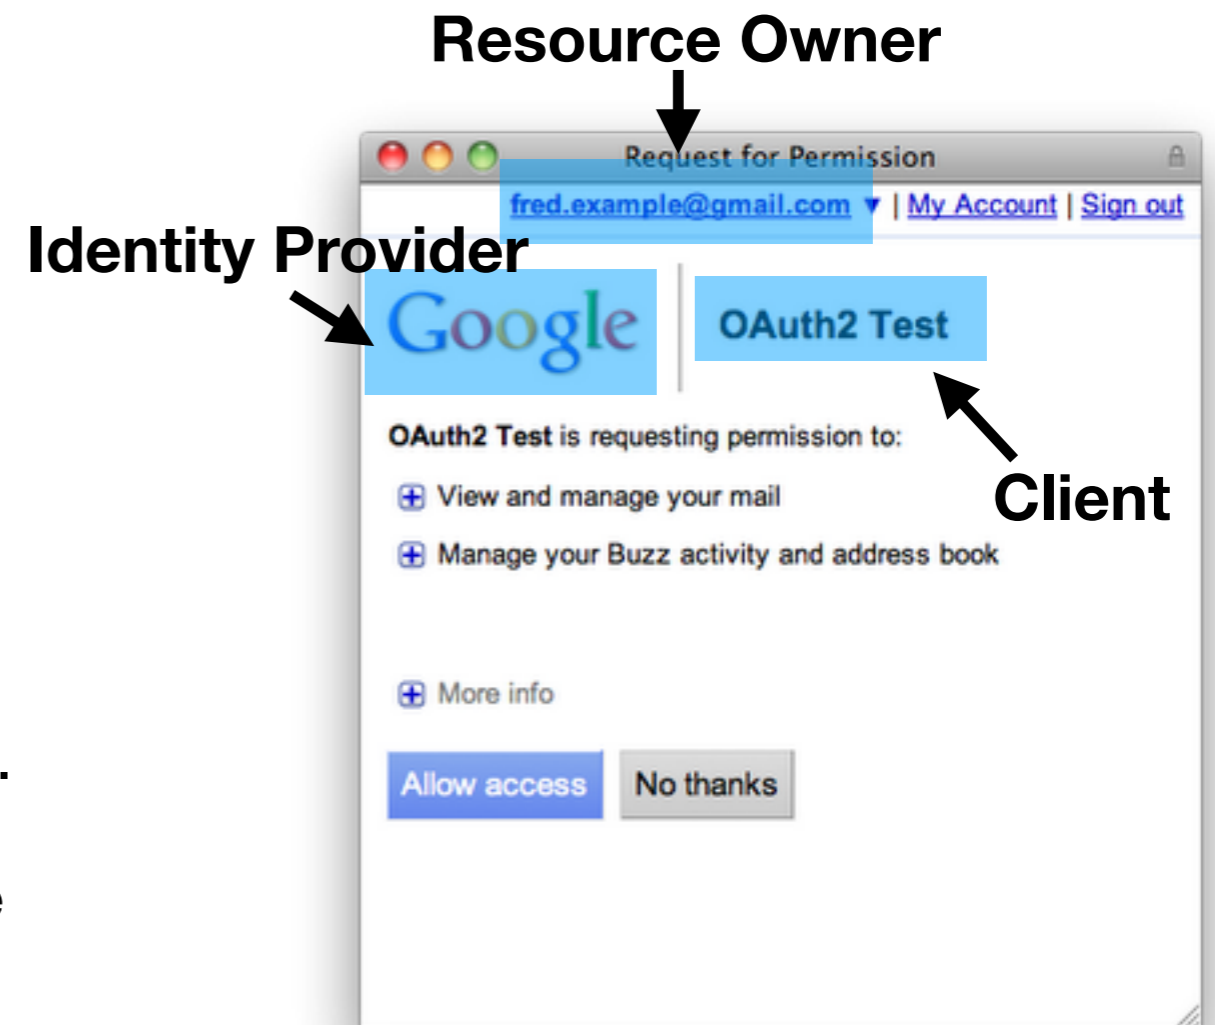 Resource Owner
Request for Permission
fred.example@gmail.com ▼ | My Account | Sign out
Identity Provider
Google
OAuth2 Test
OAuth2 Test is requesting permission to:
View and manage your mail
Client
Manage your Buzz activity and address book
More info
.
Allow access
No thanks
e